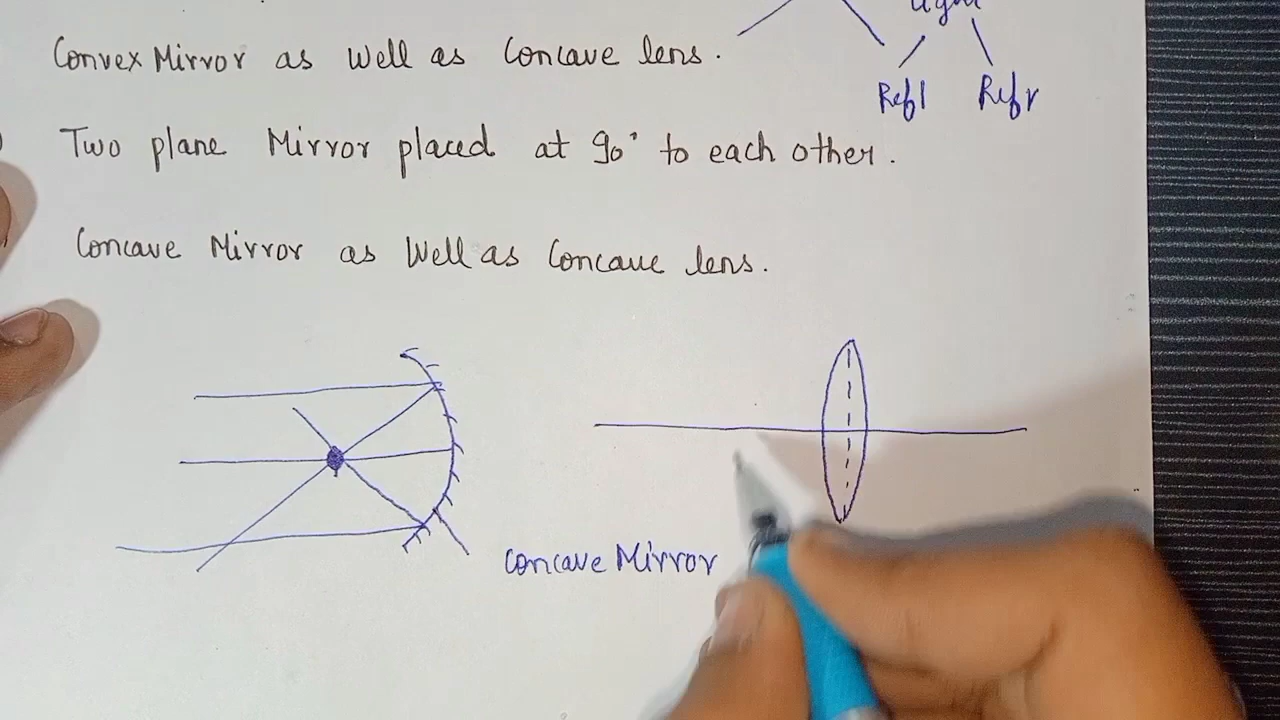 light
Refl Refr
Convex Mirror as Well as Concave lens.
Two plane Mirror placed at 90° to each other.
Concave Mirror as Well as Concave lens.
Concave Mirror